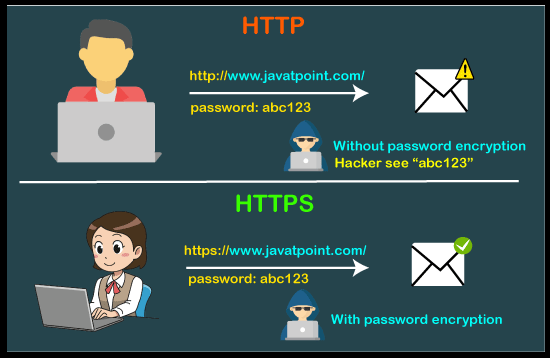 HTTP
http://www.javatpoint.com/
password: abc123
Without password encryption
Hacker see “abc123”
HTTPS
https://www.javatpoint.com/
password: abc123
With password encryption